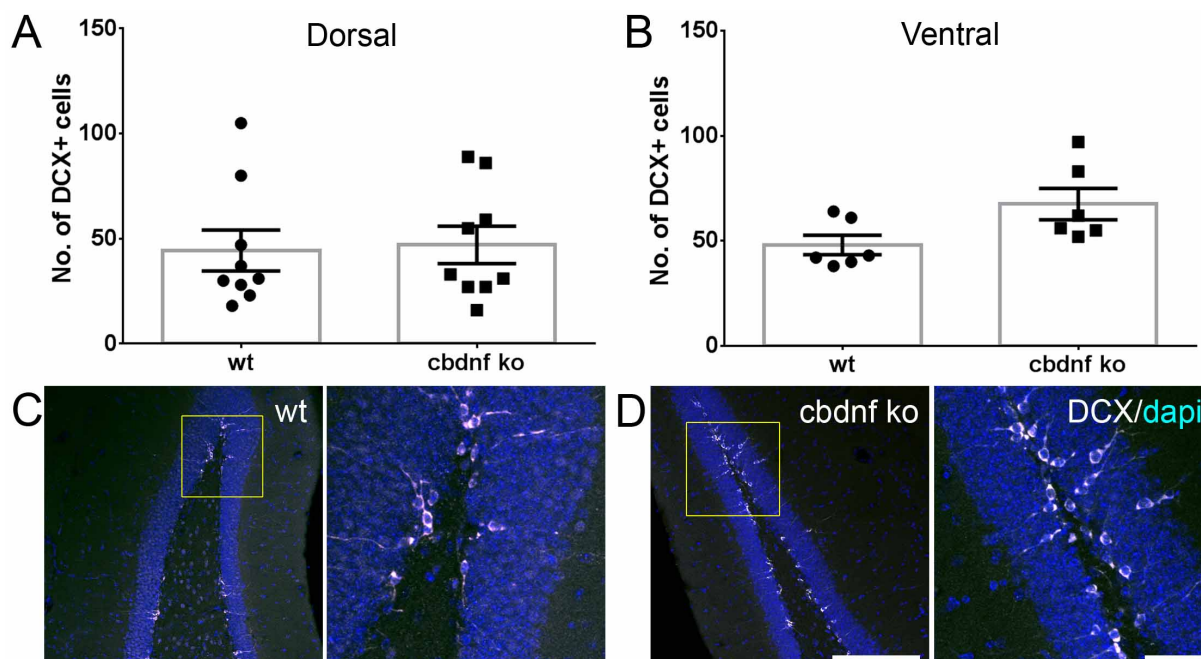 A
Dorsal
No. of DCX+ cells
150
100
50
0
wt
cbdnf ko
B
Ventral
No. of DCX+ cells
150
100
50
0
wt
cbdnf ko
C
wt
D
cbdnf ko
DCX/dapi